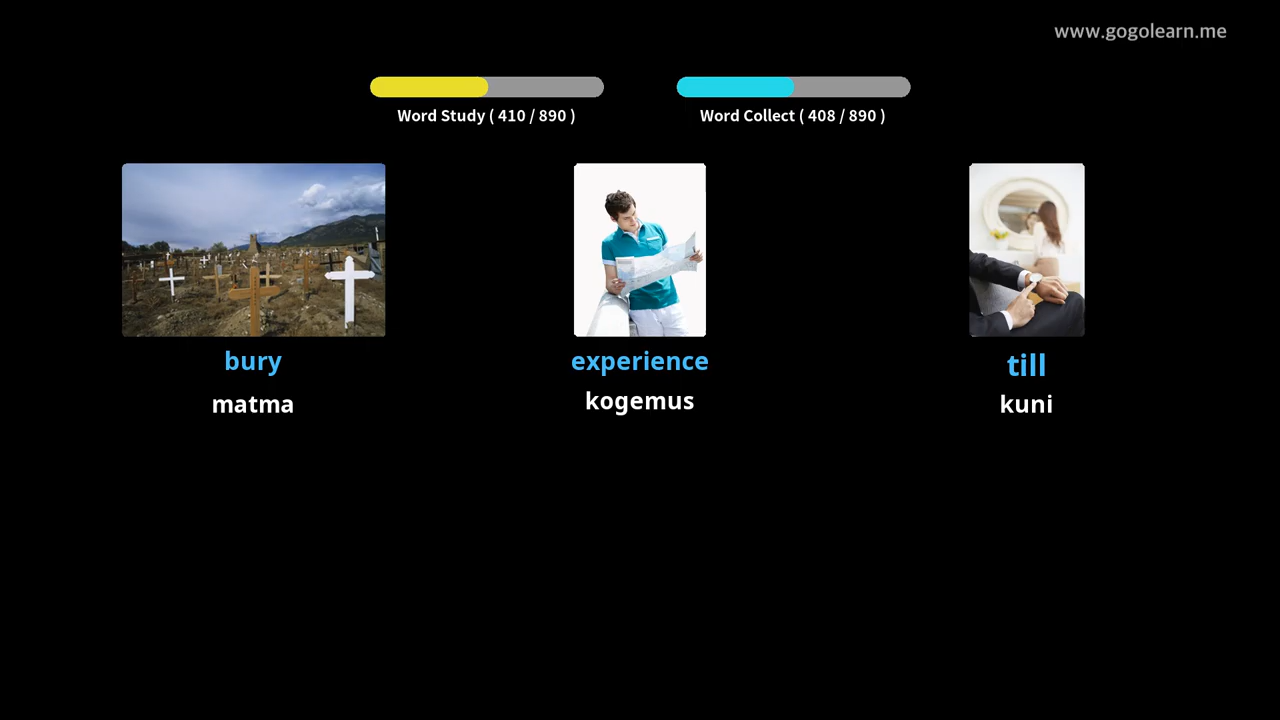 www.gogolearn.me
Word Study ( 410 / 890 )
Word Collect ( 408 / 890 )
bury
matma
experience
kogemus
till
kuni